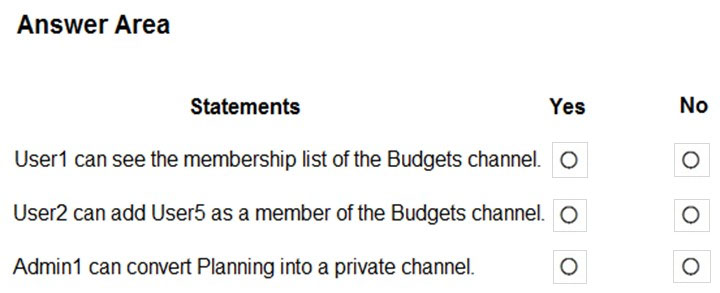 Answer Area
Statements Yes No
User1 can see the membership list of the Budgets channel.
User2 can add User5 as a member of the Budgets channel.
Admin1 can convert Planning into a private channel.